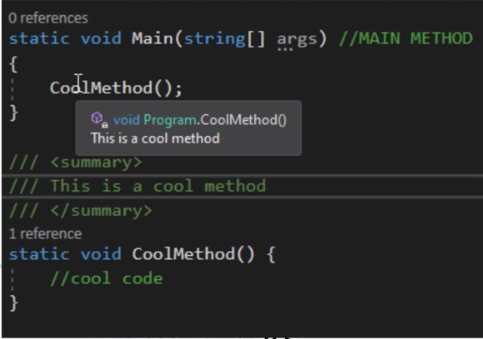 0 references
static void Main(string[] args) //MAIN METHOD
{
CoolMethod();
void Program.CoolMethod()
This is a cool method
}
/// <summary>
/// This is a cool method
/// </summary>
1 reference
static void CoolMethod() {
//cool code
}